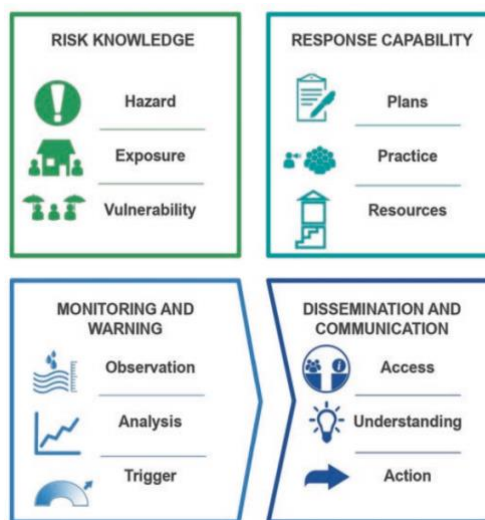 RISK KNOWLEDGE
Hazard
Exposure
Vulnerability
RESPONSE CAPABILITY
Plans
Practice
Resources
MONITORING AND
WARNING
Observation
Analysis
Trigger
DISSEMINATION AND
COMMUNICATION
Access
Understanding
Action